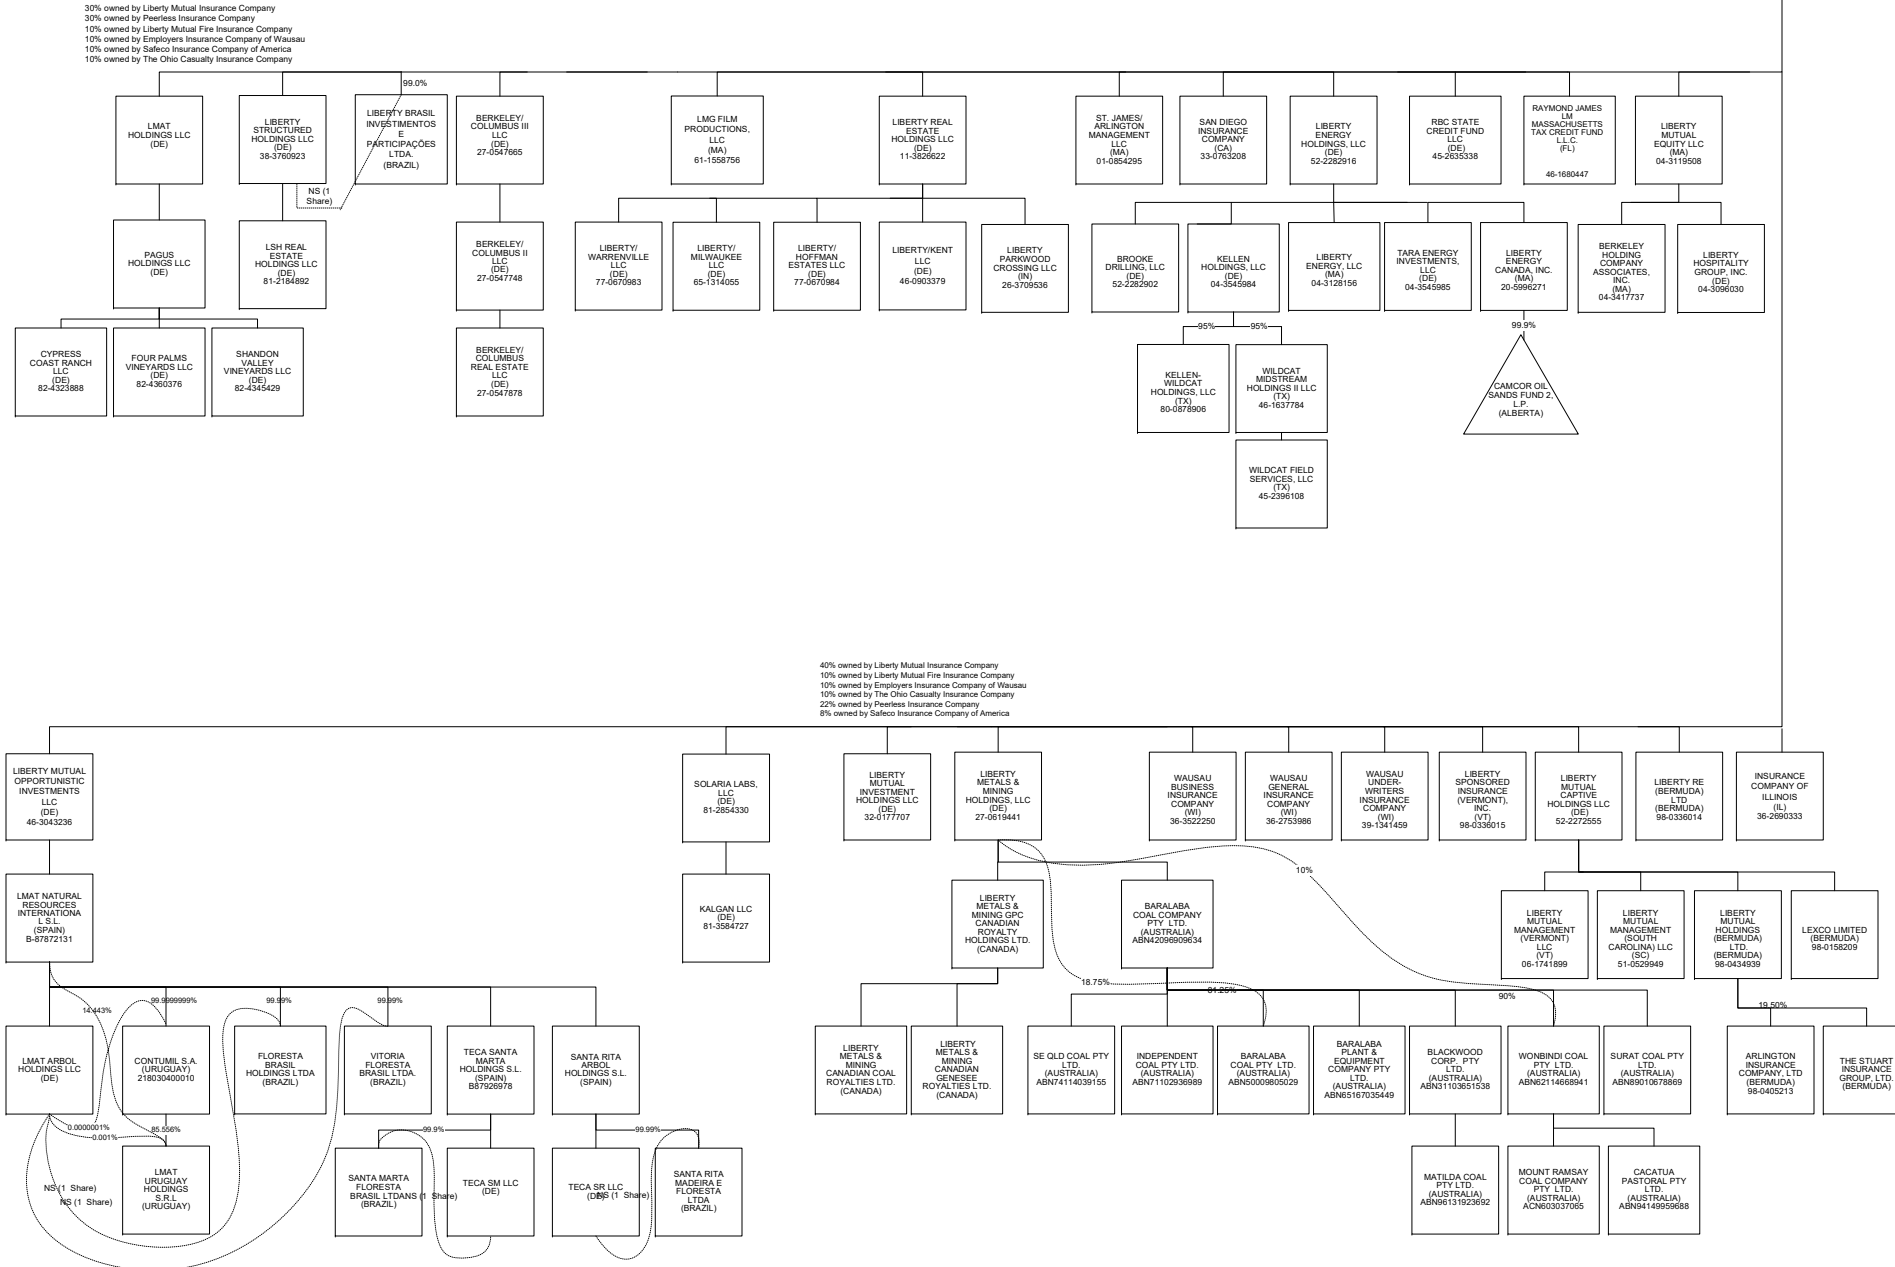 30% owned by Liberty Mutual Insurance Company
30% owned by Peerless Insurance Company
10% owned by Liberty Mutual Fire Insurance Company
10% owned by Employers Insurance Company of Wausau
10% owned by Safeco Insurance Company of America
10% owned by The Ohio Casualty Insurance Company
99.0%
LMAT
HOLDINGS LLC
(DE)
LIBERTY
STRUCTURED
HOLDINGS LLC
(DE)
38-3760923
LIBERTY BRASIL
INVESTIMENTOS
E
PARTICIPAÇÕES
LTDA.
(BRAZIL)
BERKELEY/
COLUMBUS III
LLC
(DE)
27-0547665
LMG FILM
PRODUCTIONS,
LLC
(MA)
61-1558756
LIBERTY REAL
ESTATE
HOLDINGS LLC
(DE)
11-3826622
ST. JAMES/
ARLINGTON
MANAGEMENT
LLC
(MA)
01-0854295
SAN DIEGO
INSURANCE
COMPANY
(CA)
33-0763208
LIBERTY
ENERGY
HOLDINGS, LLC
(DE)
52-2282916
RBC STATE
CREDIT FUND
LLC
(DE)
45-2635338
RAYMOND JAMES
LM
MASSACHUSETTS
TAX CREDIT FUND
L.L.C.
(FL)
46-1680447
LIBERTY
MUTUAL
EQUITY LLC
(MA)
04-3119508
NS (1
Share)
PAGUS
HOLDINGS LLC
(DE)
LSH REAL
ESTATE
HOLDINGS LLC
(DE)
81-2184892
BERKELEY/
COLUMBUS II
LLC
(DE)
27-0547748
LIBERTY/
WARRENVILLE
LLC
(DE)
77-0670983
LIBERTY/
MILWAUKEE
LLC
(DE)
65-1314055
LIBERTY/
HOFFMAN
ESTATES LLC
(DE)
77-0670984
LIBERTY/KENT
LLC
(DE)
46-0903379
LIBERTY
PARKWOOD
CROSSING LLC
(IN)
26-3709536
BROOKE
DRILLING, LLC
(DE)
52-2282902
KELLEN
HOLDINGS, LLC
(DE)
04-3545984
LIBERTY
ENERGY, LLC
(MA)
04-3128156
TARA ENERGY
INVESTMENTS,
LLC
(DE)
04-3545985
LIBERTY
ENERGY
CANADA, INC.
(MA)
20-5996271
BERKELEY
HOLDING
COMPANY
ASSOCIATES,
INC.
(MA)
04-3417737
LIBERTY
HOSPITALITY
GROUP, INC.
(DE)
04-3096030
95%
95%
99.9%
CYPRESS
COAST RANCH
LLC
(DE)
82-4323888
FOUR PALMS
VINEYARDS LLC
(DE)
82-4360376
SHANDON
VALLEY
VINEYARDS LLC
(DE)
82-4345429
BERKELEY/
COLUMBUS
REAL ESTATE
LLC
(DE)
27-0547878
KELLEN-
WILDCAT
HOLDINGS, LLC
(TX)
80-0878906
WILDCAT
MIDSTREAM
HOLDINGS II LLC
(TX)
46-1637784
CAMCOR OIL
SANDS FUND 2,
L.P.
(ALBERTA)
WILDCAT FIELD
SERVICES, LLC
(TX)
45-2396108
40% owned by Liberty Mutual Insurance Company
10% owned by Liberty Mutual Fire Insurance Company
10% owned by Employers Insurance Company of Wausau
10% owned by The Ohio Casualty Insurance Company
22% owned by Peerless Insurance Company
8% owned by Safeco Insurance Company of America
LIBERTY MUTUAL
OPPORTUNISTIC
INVESTMENTS
LLC
(DE)
46-3043236
SOLARIA LABS,
LLC
(DE)
81-2854330
LIBERTY
MUTUAL
INVESTMENT
HOLDINGS LLC
(DE)
32-0177707
LIBERTY
METALS &
MINING
HOLDINGS, LLC
(DE)
27-0619441
WAUSAU
BUSINESS
INSURANCE
COMPANY
(WI)
36-3522250
WAUSAU
GENERAL
INSURANCE
COMPANY
(WI)
36-2753986
WAUSAU
UNDER-
WRITERS
INSURANCE
COMPANY
(WI)
39-1341459
LIBERTY
SPONSORED
INSURANCE
(VERMONT),
INC.
(VT)
98-0336015
LIBERTY
MUTUAL
CAPTIVE
HOLDINGS LLC
(DE)
52-2272555
LIBERTY RE
(BERMUDA)
LTD
(BERMUDA)
98-0336014
INSURANCE
COMPANY OF
ILLINOIS
(IL)
36-2690333
10%
LMAT NATURAL
RESOURCES
INTERNATIONA
L S.L.
(SPAIN)
B-87872131
KALGAN LLC
(DE)
81-3584727
LIBERTY
METALS &
MINING GPC
CANADIAN
ROYALTY
HOLDINGS LTD.
(CANADA)
BARALABA
COAL COMPANY
PTY LTD.
(AUSTRALIA)
ABN42096909634
LIBERTY
MUTUAL
MANAGEMENT
(VERMONT)
LLC
(VT)
06-1741899
LIBERTY
MUTUAL
MANAGEMENT
(SOUTH
CAROLINA) LLC
(SC)
51-0529949
LIBERTY
MUTUAL
HOLDINGS
(BERMUDA)
LTD.
(BERMUDA)
98-0434939
LEXCO LIMITED
(BERMUDA)
98-0158209
14.443%
99.9999999%
99.99%
99.99%
18.75%
81.25%
90%
19.50%
LMAT ARBOL
HOLDINGS LLC
(DE)
CONTUMIL S.A.
(URUGUAY)
218030400010
FLORESTA
BRASIL
HOLDINGS LTDA
(BRAZIL)
VITORIA
FLORESTA
BRASIL LTDA.
(BRAZIL)
TECA SANTA
MARTA
HOLDINGS S.L.
(SPAIN)
B87926978
SANTA RITA
ARBOL
HOLDINGS S.L.
(SPAIN)
LIBERTY
METALS &
MINING
CANADIAN COAL
ROYALTIES LTD.
(CANADA)
LIBERTY
METALS &
MINING
CANADIAN
GENESEE
ROYALTIES LTD.
(CANADA)
SE QLD COAL PTY
LTD.
(AUSTRALIA)
ABN74114039155
INDEPENDENT
COAL PTY LTD.
(AUSTRALIA)
ABN71102936989
BARALABA
COAL PTY LTD.
(AUSTRALIA)
ABN50009805029
BARALABA
PLANT &
EQUIPMENT
COMPANY PTY
LTD.
(AUSTRALIA)
ABN65167035449
BLACKWOOD
CORP. PTY
LTD.
(AUSTRALIA)
ABN31103651538
WONBINDI COAL
PTY LTD.
(AUSTRALIA)
ABN62114668941
SURAT COAL PTY
LTD.
(AUSTRALIA)
ABN89010678869
ARLINGTON
INSURANCE
COMPANY, LTD
(BERMUDA)
98-0405213
THE STUART
INSURANCE
GROUP, LTD.
(BERMUDA)
0.0000001%
0.001%
85.556%
99.9%
99.99%
NS (1 Share)
NS (1 Share)
LMAT
URUGUAY
HOLDINGS
S.R.L
(URUGUAY)
SANTA MARTA
FLORESTA
BRASIL LTDA
(BRAZIL)
NS (1 Share)
TECA SM LLC
(DE)
TECA SR LLC
(DE)
NS (1 Share)
SANTA RITA
MADEIRA E
FLORESTA
LTDA
(BRAZIL)
MATILDA COAL
PTY LTD.
(AUSTRALIA)
ABN96131923692
MOUNT RAMSAY
COAL COMPANY
PTY LTD.
(AUSTRALIA)
ACN603037065
CACATUA
PASTORAL PTY
LTD.
(AUSTRALIA)
ABN94149959688